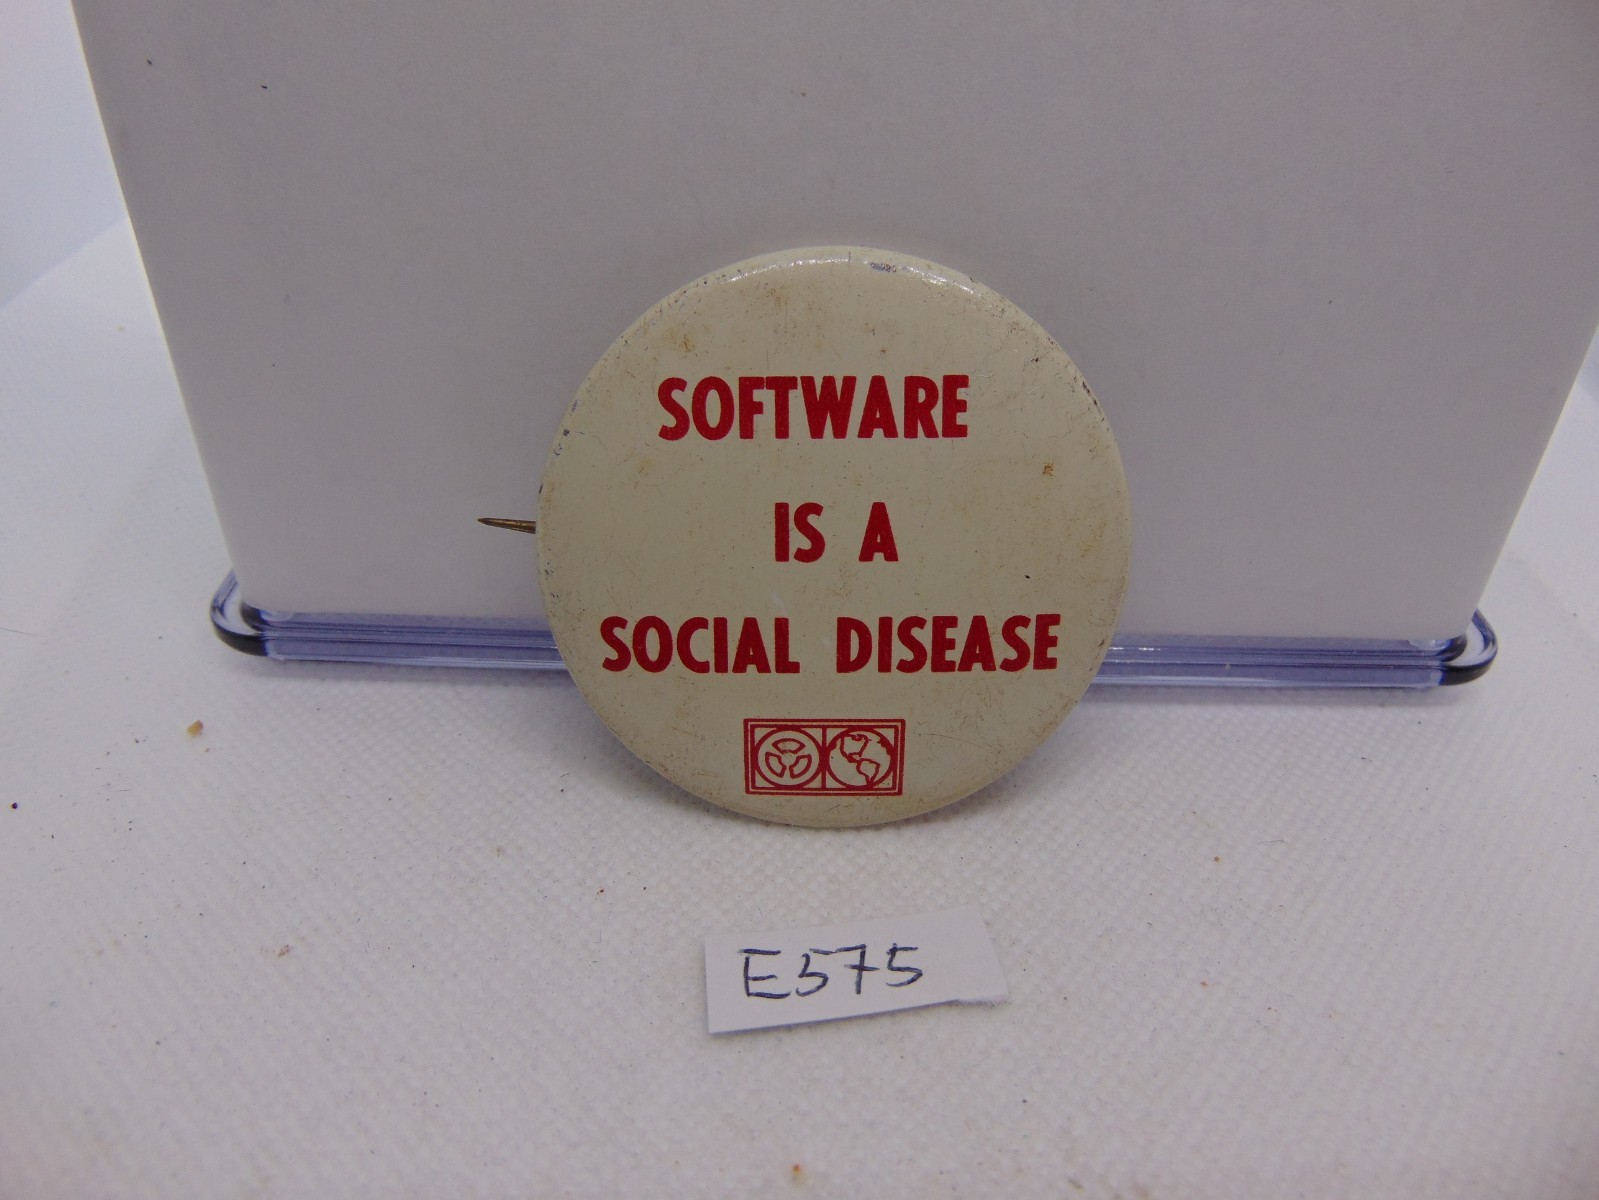 SOFTWARE
IS A
SOCIAL DISEASE
E575